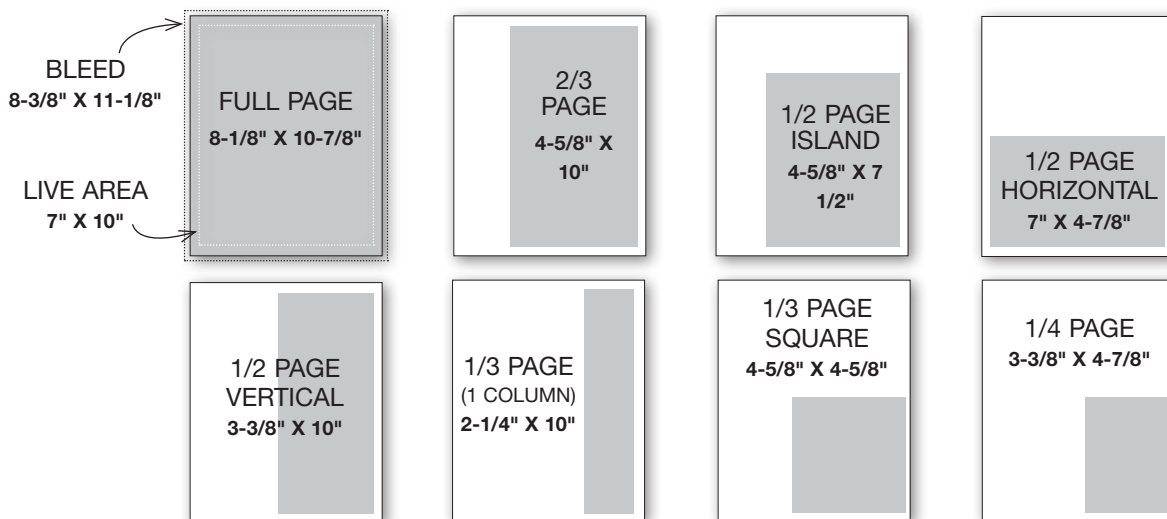 BLEED
8-3/8" X 11-1/8"
FULL PAGE
8-1/8" X 10-7/8"
LIVE AREA
7" X 10"
2/3
PAGE
4-5/8" X
10"
1/2 PAGE
ISLAND
4-5/8" X 7
1/2"
1/2 PAGE
HORIZONTAL
7" X 4-7/8"
1/2 PAGE
VERTICAL
3-3/8" X 10"
1/3 PAGE
(1 COLUMN)
2-1/4" X 10"
1/3 PAGE
SQUARE
4-5/8" X 4-5/8"
1/4 PAGE
3-3/8" X 4-7/8"